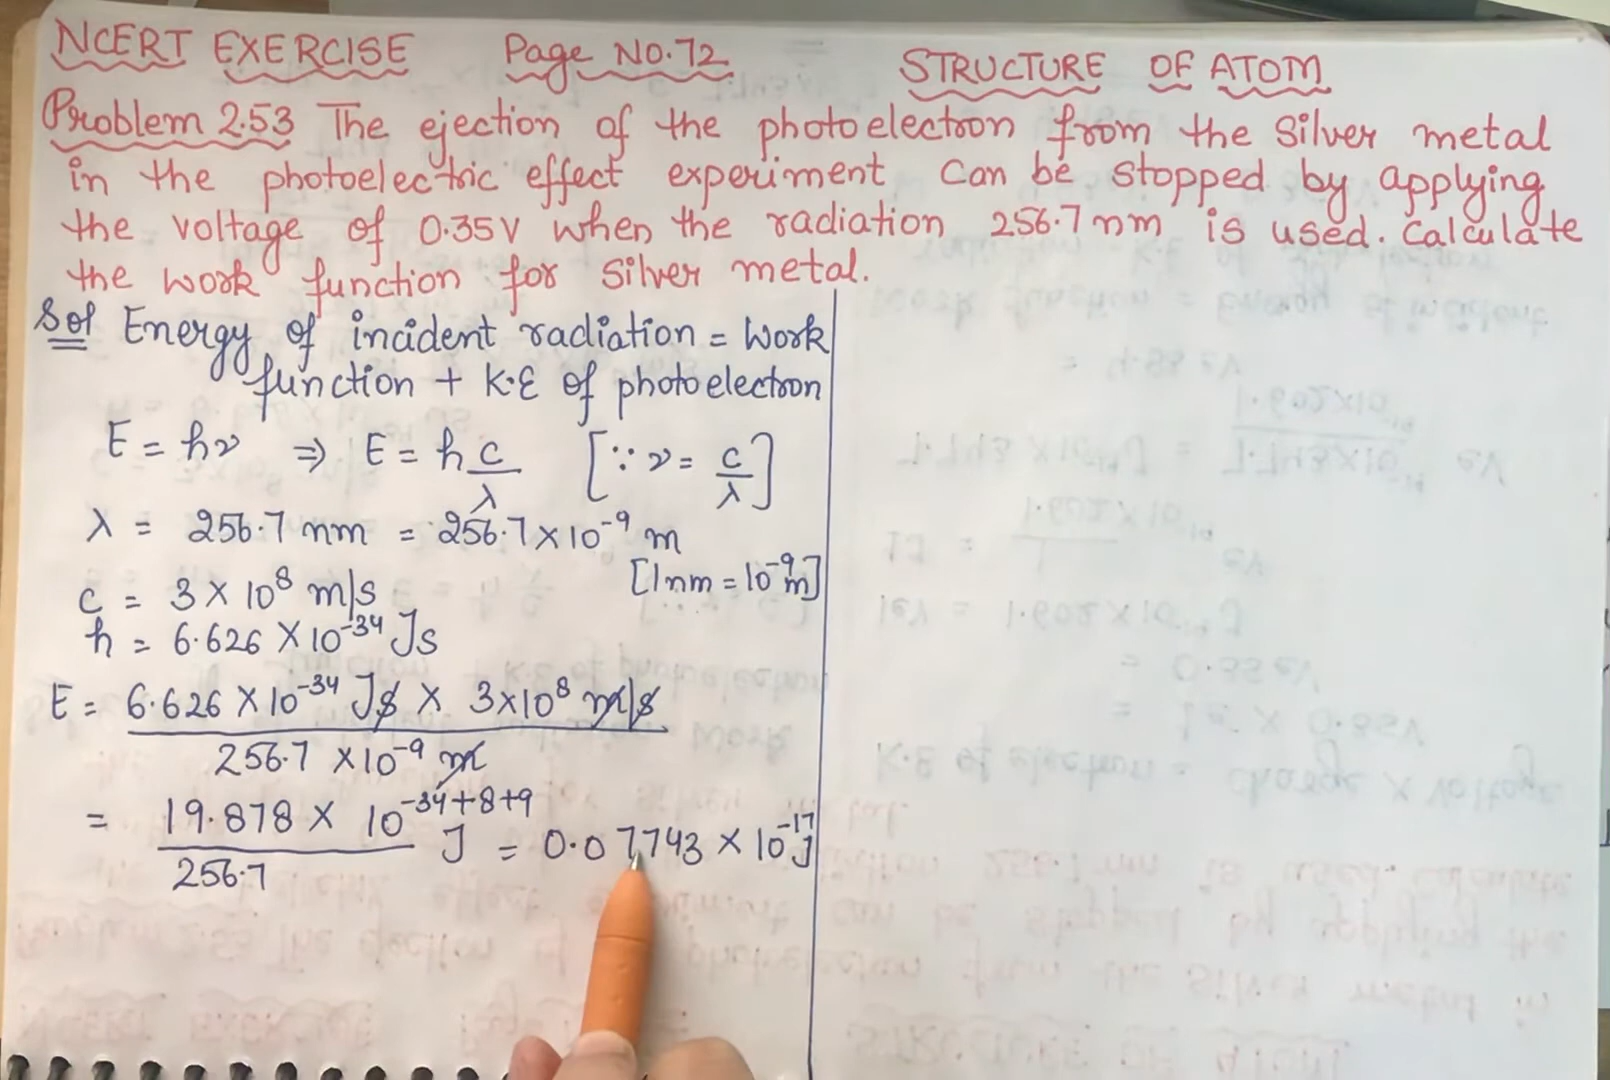 NCERT EXERCISE Page No.72 STRUCTURE OF ATOM
Problem 2.53 The ejection of the photoelectron from the silver metal
in the photoelectric effect experiment can be stopped by applying
the voltage of 0.35V when the radiation 256.7 nm is used. Calculate
the work function for silver metal.
Sol Energy of incident radiation = Work
function + K.E of photoelectron
E = hν ⇒ E = h c/λ [∵ ν = c/λ]
λ = 256.7 nm = 256.7 × 10⁻⁹ m
[1nm = 10⁻⁹m]
c = 3 × 10⁸ m/s
h = 6.626 × 10⁻³⁴ Js
E = 6.626 × 10⁻³⁴ Js × 3×10⁸ m/s
256.7 × 10⁻⁹ m
= 19.878 × 10⁻³⁴⁺⁸⁺⁹ J = 0.07743 × 10⁻¹⁷ J
256.7